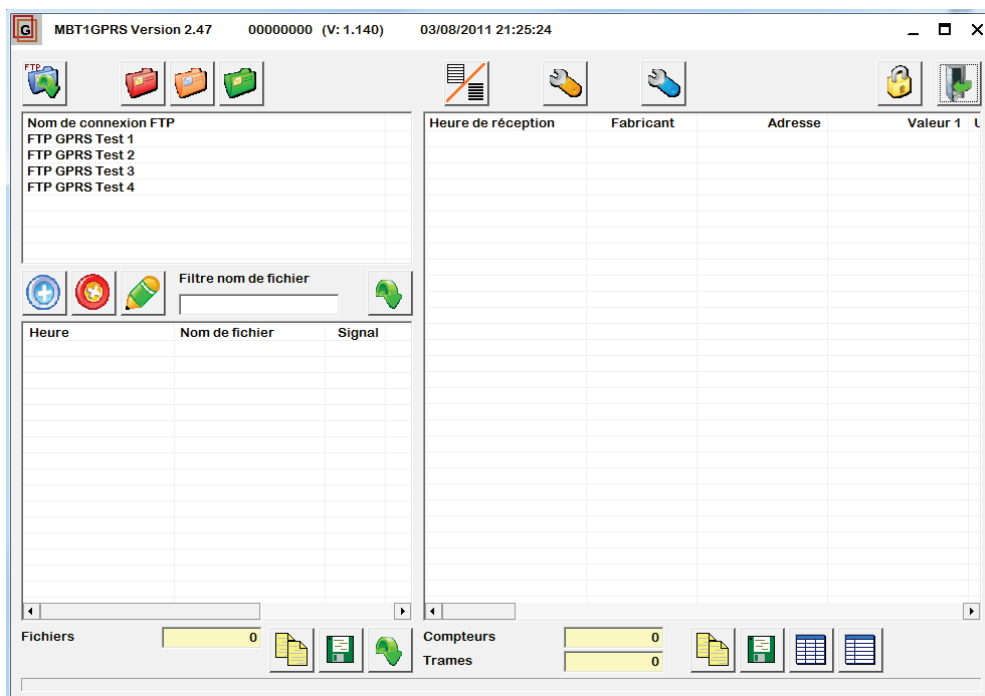 G MBT1GPRS Version 2.47 00000000 (V: 1.140) 03/08/2011 21:25:24
FTP
Nom de connexion FTP
FTP GPRS Test 1
FTP GPRS Test 2
FTP GPRS Test 3
FTP GPRS Test 4
Filtre nom de fichier
Heure Nom de fichier Signal
Fichiers 0
Heure de réception Fabricant Adresse Valeur 1 U
Compteurs 0
Trames 0